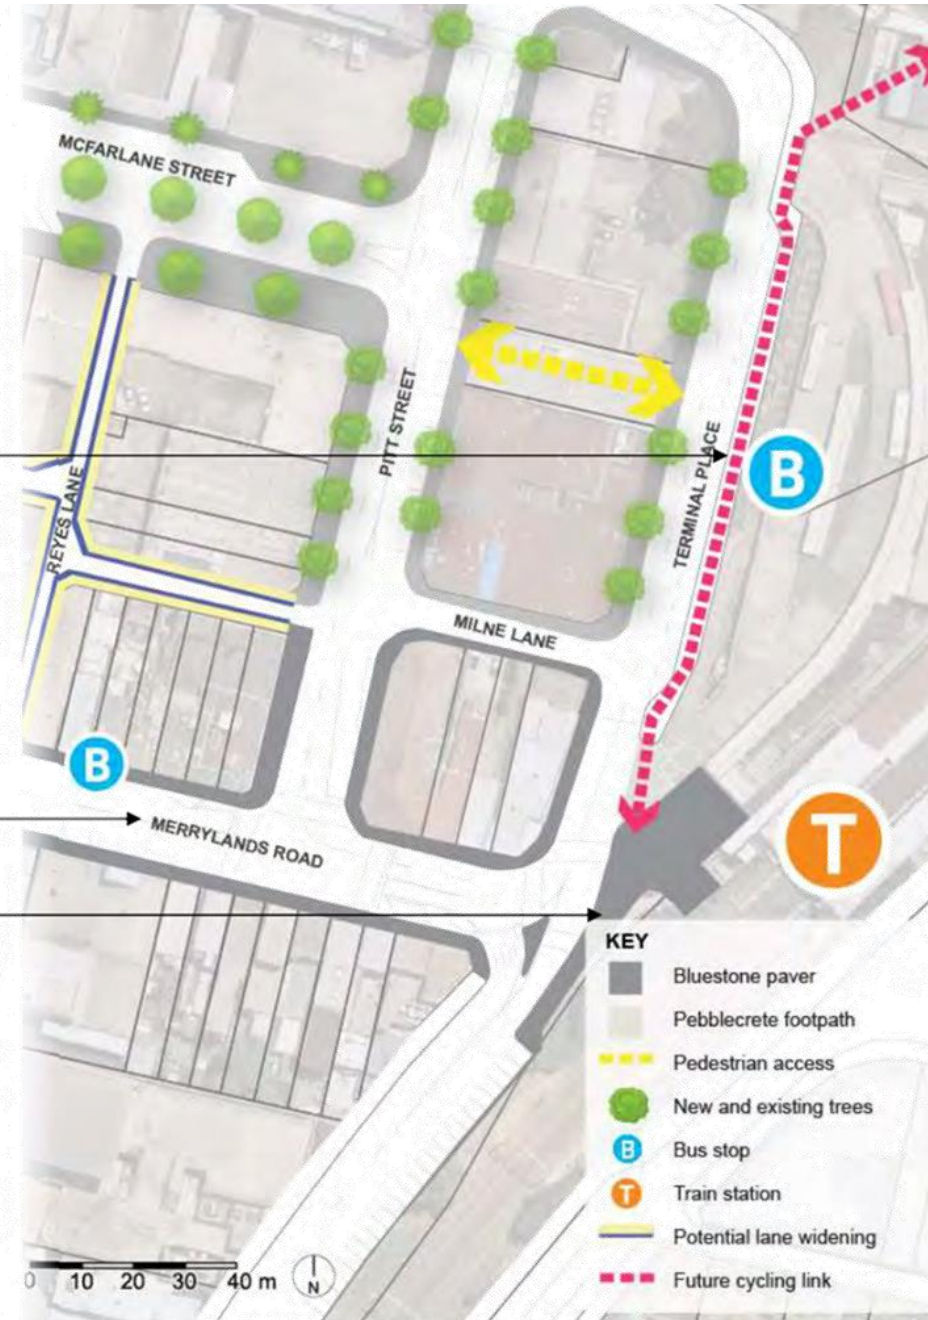 MCFARLANE STREET
PITT STREET
TERMINAL PLACE
B
REYES LANE
MILNE LANE
B
MERRYLANDS ROAD
T
KEY
Bluestone paver
Pebblecrete footpath
Pedestrian access
New and existing trees
B Bus stop
T Train station
Potential lane widening
Future cycling link
0 10 20 30 40 m
N